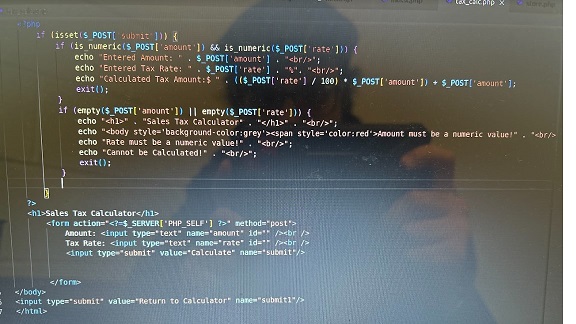 tax_calc.php ×
?php
if (isset($_POST['submit'])) {
if (is_numeric($_POST['amount']) && is_numeric($_POST['rate'])) {
echo "Entered Amount: " . $_POST['amount'] . "<br/>";
echo "Entered Tax Rate: " . $_POST['rate'] . "%". "<br/>";
echo "Calculated Tax Amount:$ " . (($_POST['rate'] / 100) * $_POST['amount']) + $_POST['amount'];
exit();
}
if (empty($_POST['amount']) || empty($_POST['rate'])) {
echo "<h1>" . "Sales Tax Calculator" . "</h1>" . "<br/>";
echo "<body style='background-color:grey'><span style='color:red'>Amount must be a numeric value!" . "<br/>
echo "Rate must be a numeric value!" . "<br/>";
echo "Cannot be Calculated!" . "<br/>";
exit();
}
}
?>
<h1>Sales Tax Calculator</h1>
<form action="<?=$_SERVER['PHP_SELF'] ?>" method="post">
Amount: <input type="text" name="amount" id="" /><br />
Tax Rate: <input type="text" name="rate" id="" /><br />
<input type="submit" value="Calculate" name="submit"/>
</form>
</body>
<input type="submit" value="Return to Calculator" name="submit1"/>
</html>